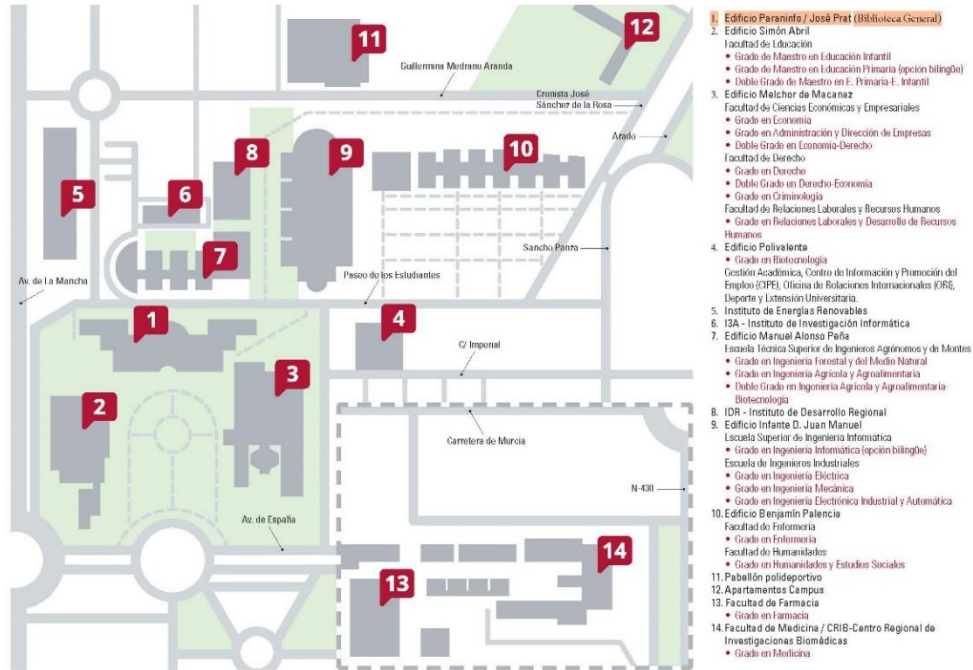 11
12
Guillermina Medrano Aranda
Cronista José
Sánchez de la Rosa
Arado
8
9
10
5
6
7
Sancho Panza
Av. de La Mancha
Paseo de los Estudiantes
1
4
C/ Imperial
3
2
Carretera de Murcia
N-430
Av. de España
14
13
1. Edificio Paraninfo / José Prat (Biblioteca General)
2. Edificio Simón Abril
Facultad de Educación
• Grado de Maestro en Educación Infantil
• Grado de Maestro en Educación Primaria (opción bilingüe)
• Doble Grado de Maestro en E. Primaria-E. Infantil
3. Edificio Melchor de Macanaz
Facultad de Ciencias Económicas y Empresariales
• Grado en Economía
• Grado en Administración y Dirección de Empresas
• Doble Grado en Economía-Derecho
Facultad de Derecho
• Grado en Derecho
• Doble Grado en Derecho-Economía
• Grado en Criminología
Facultad de Relaciones Laborales y Recursos Humanos
• Grado en Relaciones Laborales y Desarrollo de Recursos
Humanos
4. Edificio Polivalente
• Grado en Biotecnología
Gestión Académica, Centro de Información y Promoción del
Empleo (CIPE), Oficina de Relaciones Internacionales (ORI),
Deporte y Extensión Universitaria.
5. Instituto de Energías Renovables
6. I3A - Instituto de Investigación Informática
7. Edificio Manuel Alonso Peña
Escuela Técnica Superior de Ingenieros Agrónomos y de Montes
• Grado en Ingeniería Forestal y del Medio Natural
• Grado en Ingeniería Agrícola y Agroalimentaria
• Doble Grado en Ingeniería Agrícola y Agroalimentaria-
Biotecnología
8. IDR - Instituto de Desarrollo Regional
9. Edificio Infante D. Juan Manuel
Escuela Superior de Ingeniería Informática
• Grado en Ingeniería Informática (opción bilingüe)
Escuela de Ingenieros Industriales
• Grado en Ingeniería Eléctrica
• Grado en Ingeniería Mecánica
• Grado en Ingeniería Electrónica Industrial y Automática
10. Edificio Benjamín Palencia
Facultad de Enfermería
• Grado en Enfermería
Facultad de Humanidades
• Grado en Humanidades y Estudios Sociales
11. Pabellón polideportivo
12. Apartamentos Campus
13. Facultad de Farmacia
• Grado en Farmacia
14. Facultad de Medicina / CRIB-Centro Regional de
Investigaciones Biomédicas
• Grado en Medicina